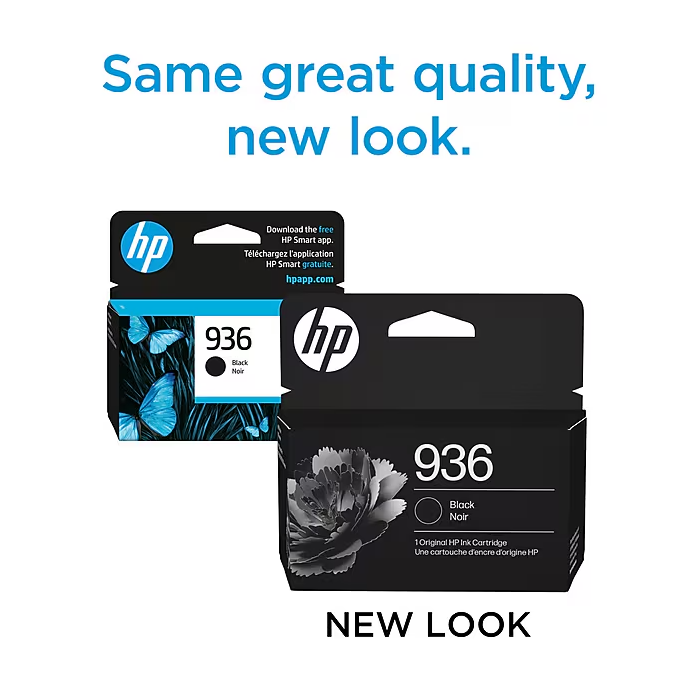 Same great quality,
new look.
hp
Download the free
HP Smart app.
Téléchargez l'application
HP Smart gratuite.
hpapp.com
936
Black
Noir
hp
936
Black
Noir
1 Original HP Ink Cartridge
Une cartouche d'encre d'origine HP
NEW LOOK